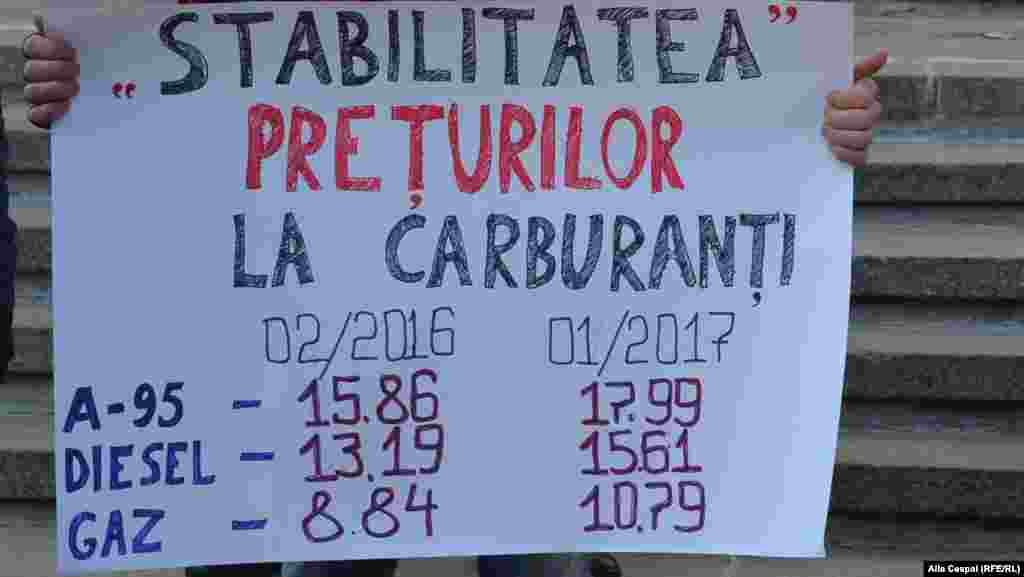 „STABILITATEA”
PREȚURILOR
LA CARBURANȚI
02/2016 01/2017
A-95 - 15.86 17.99
DIESEL - 13.19 15.61
GAZ - 8.84 10.79
Alla Ceapai (RFE/RL)